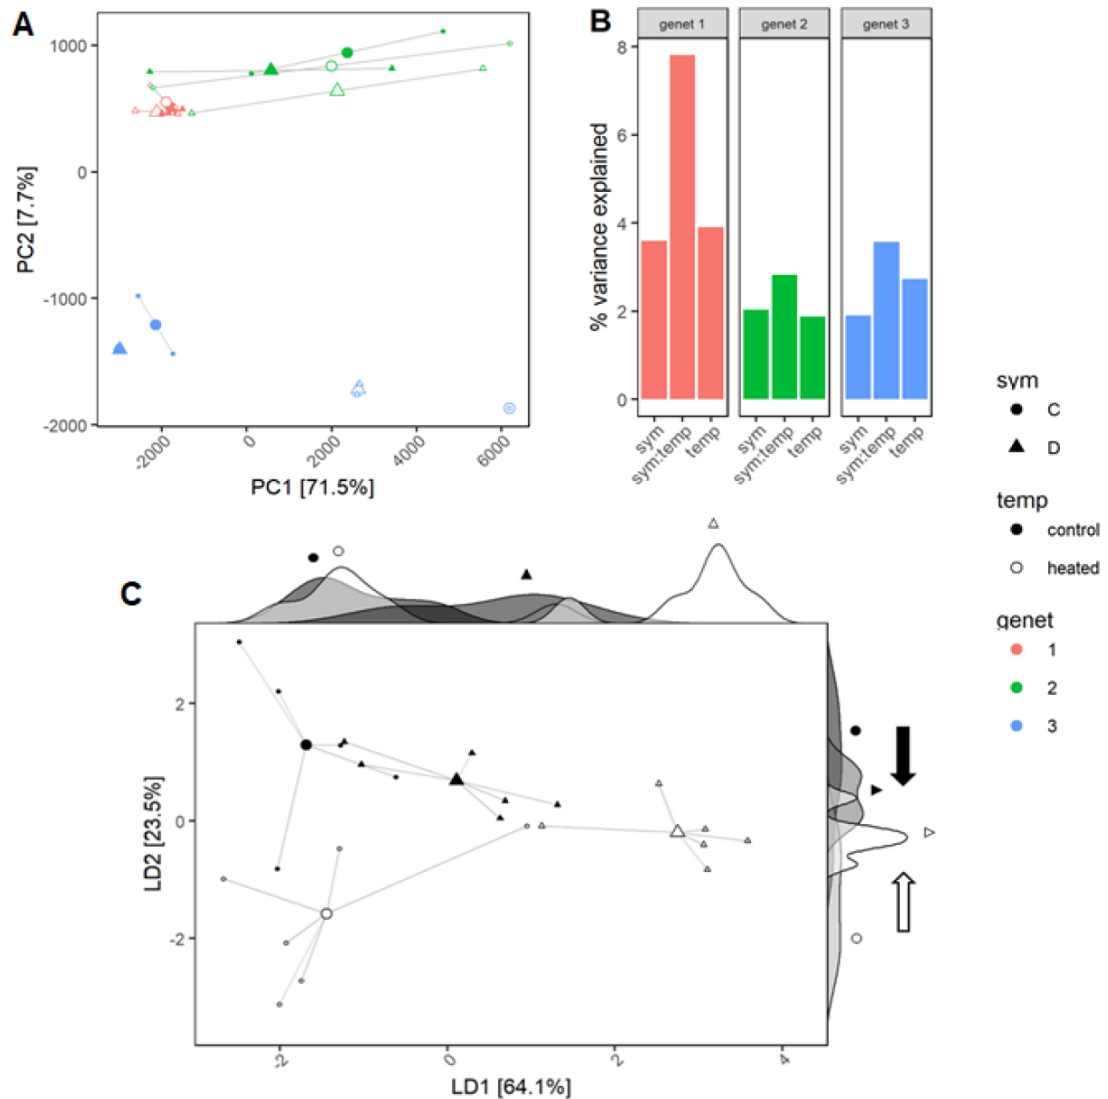 A
1000
0
-1000
-2000
PC2 [7.7%]
-2000
0
2000
4000
6000
PC1 [71.5%]
B
genet 1
genet 2
genet 3
8
6
4
2
0
% variance explained
sym
sym:temp
temp
sym
sym:temp
temp
sym
sym:temp
temp
sym
C
D
temp
control
heated
genet
1
2
3
C
2
0
-2
LD2 [23.5%]
-2
0
2
4
LD1 [64.1%]